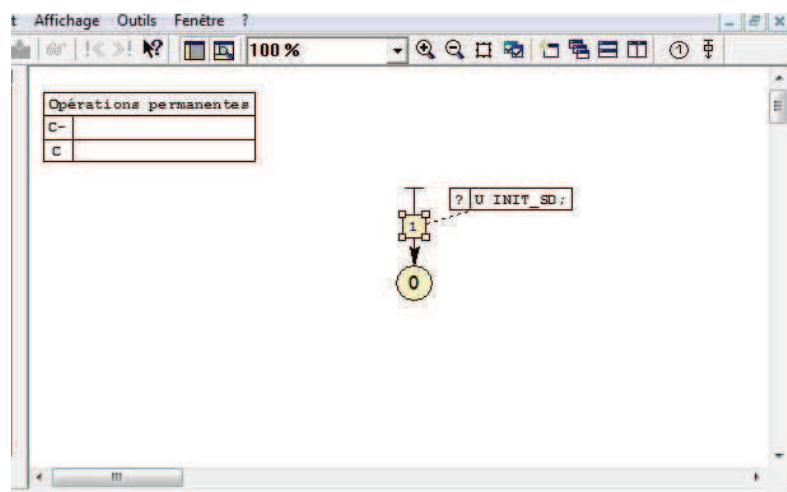 t Affichage Outils Fenêtre ?
100 %
Opérations permanentes
C-
C
? U INIT_SD;
1
0